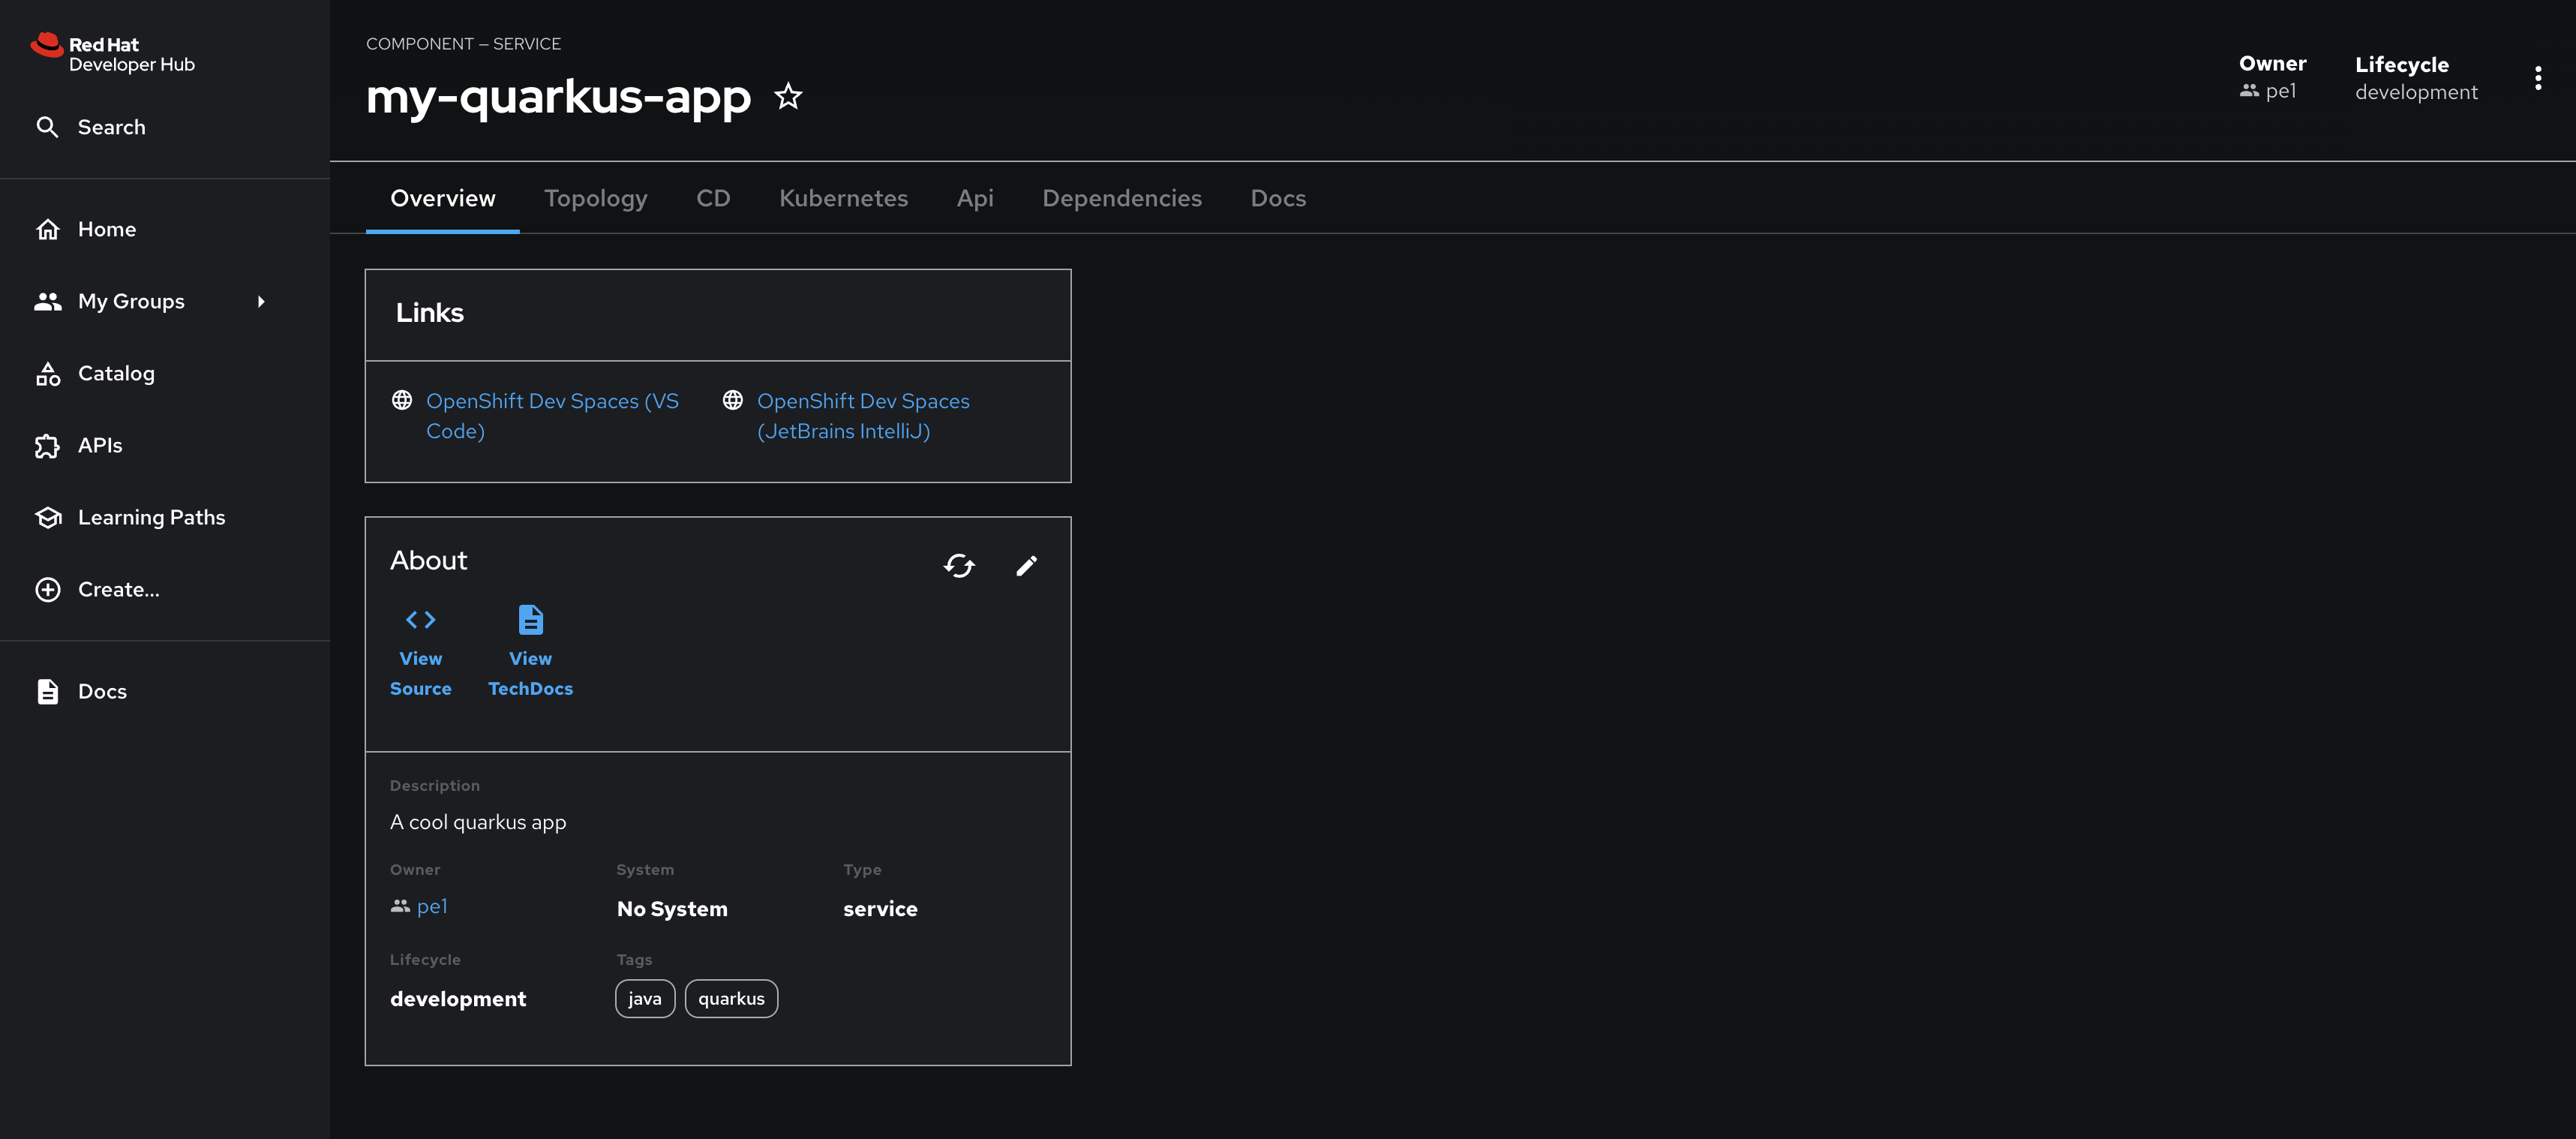 Red Hat
Developer Hub
Search
Home
My Groups
Catalog
APIs
Learning Paths
Create...
Docs
COMPONENT — SERVICE
my-quarkus-app
Owner
pe1
Lifecycle
development
Overview
Topology
CD
Kubernetes
Api
Dependencies
Docs
Links
OpenShift Dev Spaces (VS
Code)
OpenShift Dev Spaces
(JetBrains IntelliJ)
About
View
Source
View
TechDocs
Description
A cool quarkus app
Owner
pe1
System
No System
Type
service
Lifecycle
development
Tags
java
quarkus